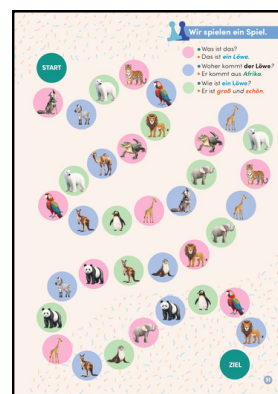 Wir spielen ein Spiel.
• Was ist das?
• Das ist ein Löwe.
• Woher kommt der Löwe?
• Er kommt aus Afrika.
• Wie ist ein Löwe?
• Er ist groß und schön.
START
ZIEL